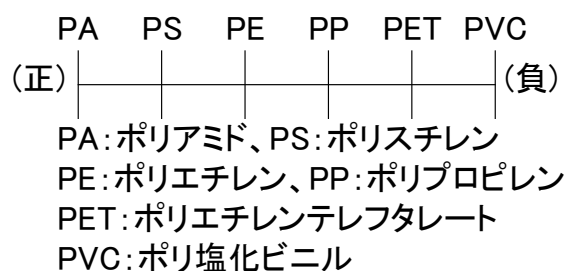 PA PS PE PP PET PVC
(正) (負)
PA:ポリアミド、PS:ポリスチレン
PE:ポリエチレン、PP:ポリプロピレン
PET:ポリエチレンテレフタレート
PVC:ポリ塩化ビニル